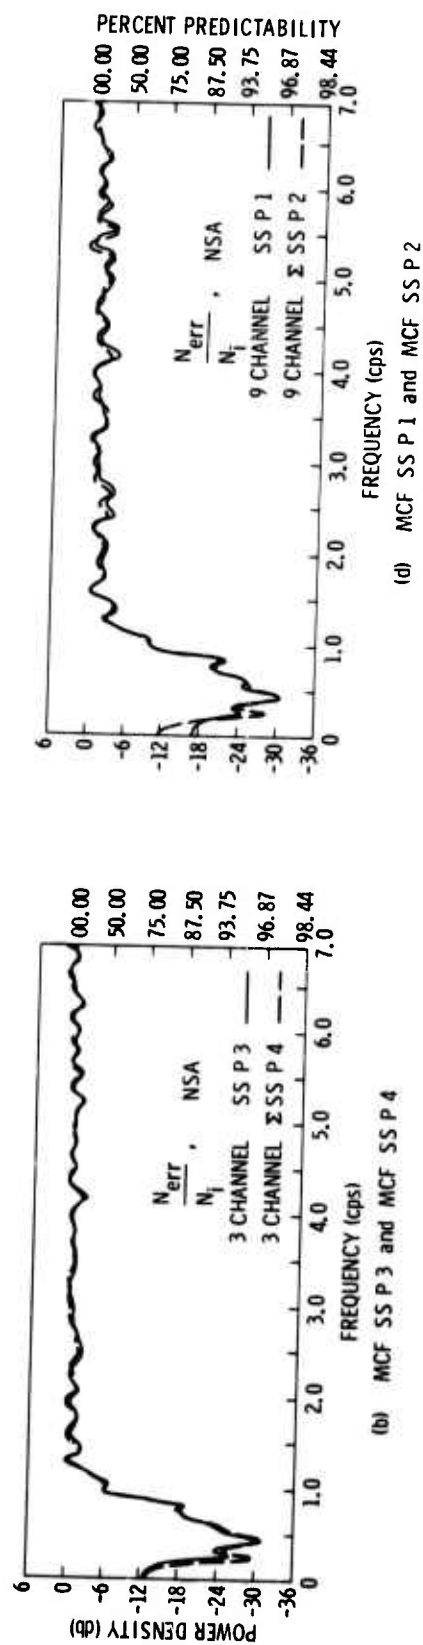 POWER DENSITY (db)
6
0
-6
-12
-18
-24
-30
-36
0
1.0
2.0
3.0
4.0
5.0
6.0
7.0
00.00
50.00
75.00
87.50
93.75
96.87
98.44
Nerr
Ni
, NSA
3 CHANNEL SS P 3
3 CHANNEL Σ SS P 4
FREQUENCY (cps)
(b) MCF SS P 3 and MCF SS P 4
6
0
-6
-12
-18
-24
-30
-36
0
1.0
2.0
3.0
4.0
5.0
6.0
7.0
00.00
50.00
75.00
87.50
93.75
96.87
98.44
PERCENT PREDICTABILITY
Nerr
Ni
, NSA
9 CHANNEL SS P 1
9 CHANNEL Σ SS P 2
FREQUENCY (cps)
(d) MCF SS P 1 and MCF SS P 2